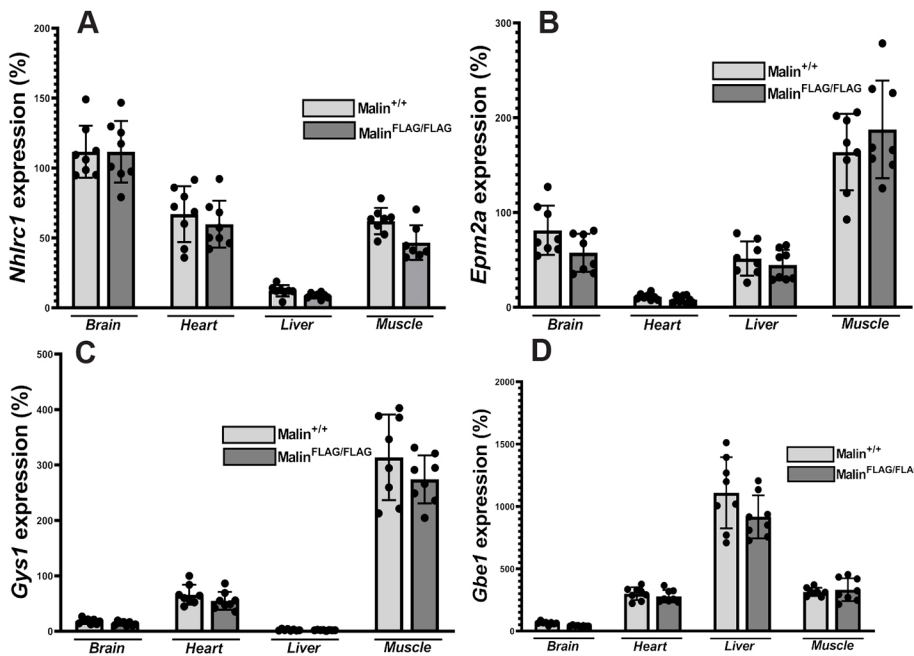 A
Nhlrc1 expression (%)
200
150
100
50
0
Malin+/+
MalinFLAG/FLAG
Brain Heart Liver Muscle
B
Epm2a expression (%)
300
200
100
0
Malin+/+
MalinFLAG/FLAG
Brain Heart Liver Muscle
C
Gys1 expression (%)
500
400
300
200
100
0
Malin+/+
MalinFLAG/FLAG
Brain Heart Liver Muscle
D
Gbe1 expression (%)
2000
1500
1000
500
0
Malin+/+
MalinFLAG/FLA
Brain Heart Liver Muscle